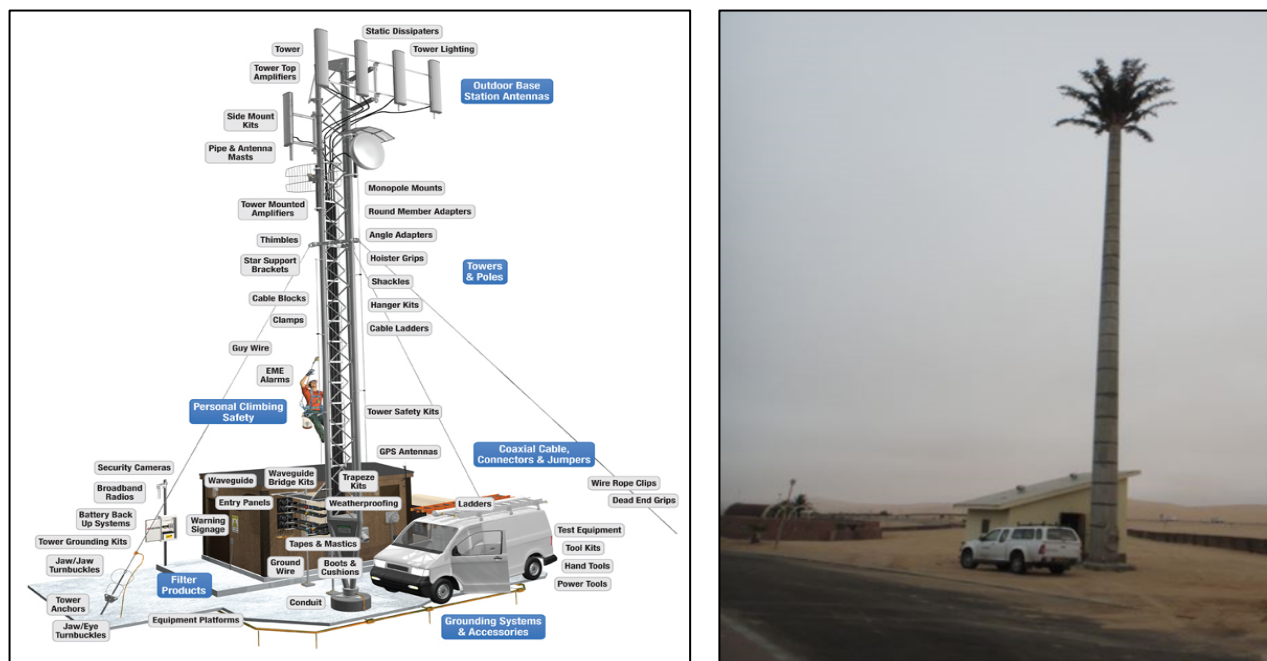 Static Dissipaters
Tower
Tower Lighting
Tower Top
Amplifiers
Outdoor Base
Station Antennas
Side Mount
Kits
Pipe & Antenna
Masts
Monopole Mounts
Tower Mounted
Amplifiers
Round Member Adapters
Thimbles
Angle Adapters
Star Support
Brackets
Hoister Grips
Towers
& Poles
Shackles
Cable Blocks
Hanger Kits
Clamps
Cable Ladders
Guy Wire
EME
Alarms
Personal Climbing
Safety
Tower Safety Kits
GPS Antennas
Coaxial Cable,
Connectors & Jumpers
Security Cameras
Waveguide
Waveguide
Bridge Kits
Trapeze
Kits
Wire Rope Clips
Broadband
Radios
Entry Panels
Weatherproofing
Ladders
Dead End Grips
Battery Back
Up Systems
Warning
Signage
Test Equipment
Tower Grounding Kits
Tapes & Mastics
Tool Kits
Jaw/Jaw
Turnbuckles
Ground
Wire
Boots &
Cushions
Hand Tools
Filter
Products
Power Tools
Tower
Anchors
Conduit
Jaw/Eye
Turnbuckles
Equipment Platforms
Grounding Systems
& Accessories